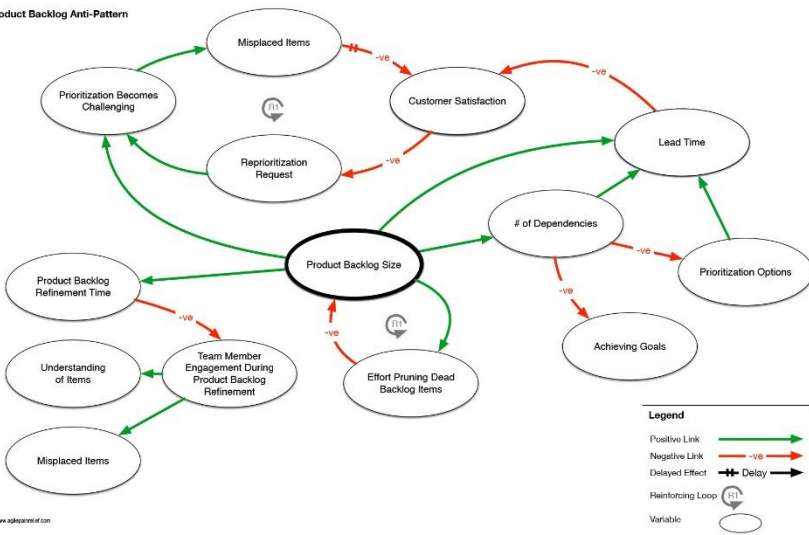 oduct Backlog Anti-Pattern
Misplaced Items
-ve
-ve
Prioritization Becomes
Challenging
Customer Satisfaction
R1
Lead Time
Reprioritization
Request
-ve
# of Dependencies
Product Backlog Size
-ve
Prioritization Options
Product Backlog
Refinement Time
-ve
-ve
R1
-ve
Achieving Goals
Understanding
of Items
Team Member
Engagement During
Product Backlog
Refinement
Effort Pruning Dead
Backlog Items
Misplaced Items
Legend
Positive Link
Negative Link
-ve
Delayed Effect
Delay
Reinforcing Loop
R1
Variable
w.agilepainrelief.com